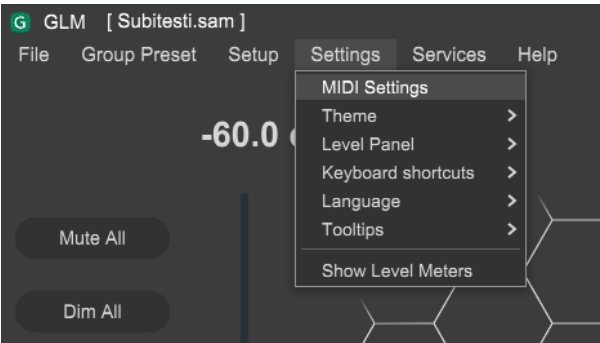 G GLM [ Subitesti.sam ]
File Group Preset Setup Settings Services Help
MIDI Settings
Theme
Level Panel
Keyboard shortcuts
Language
Tooltips
Show Level Meters
-60.0
Mute All
Dim All